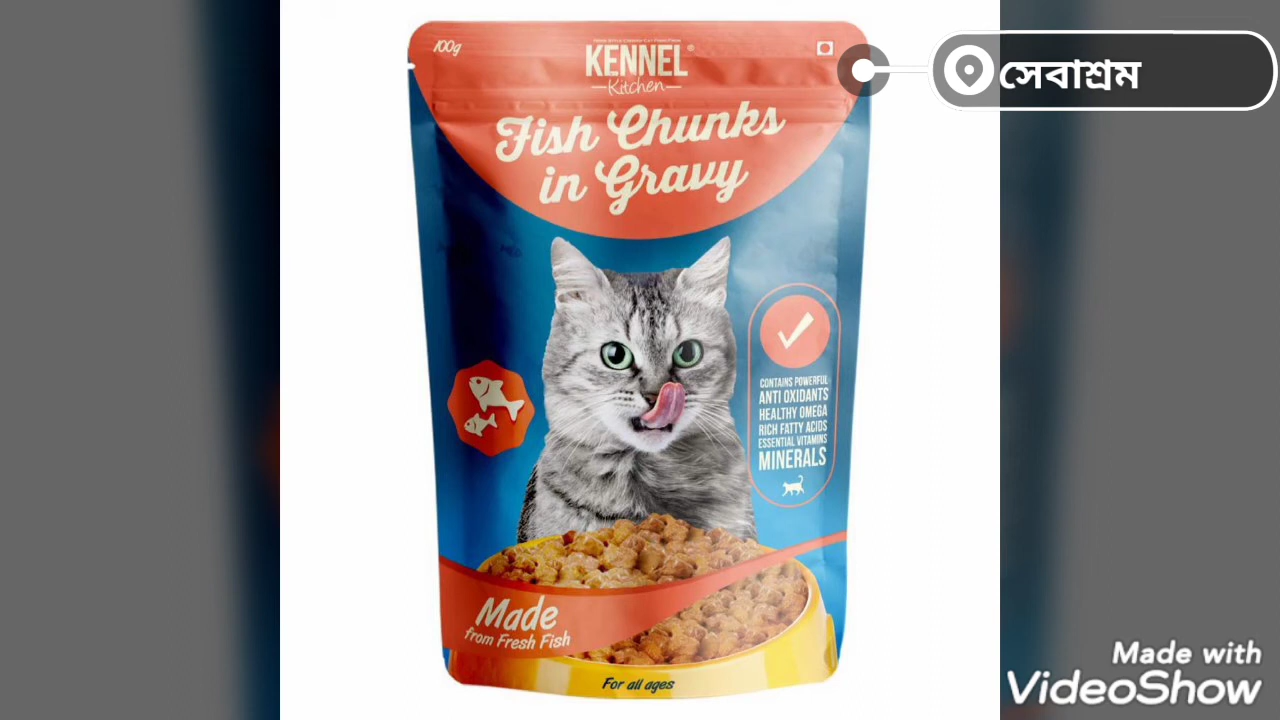 100g
KENNEL®
Kitchen
Fish Chunks
in Gravy
সেবাশ্রম
CONTAINS POWERFUL
ANTI OXIDANTS
HEALTHY OMEGA
RICH FATTY ACIDS
ESSENTIAL VITAMINS
MINERALS
Made
from Fresh Fish
For all ages
Made with
VideoShow